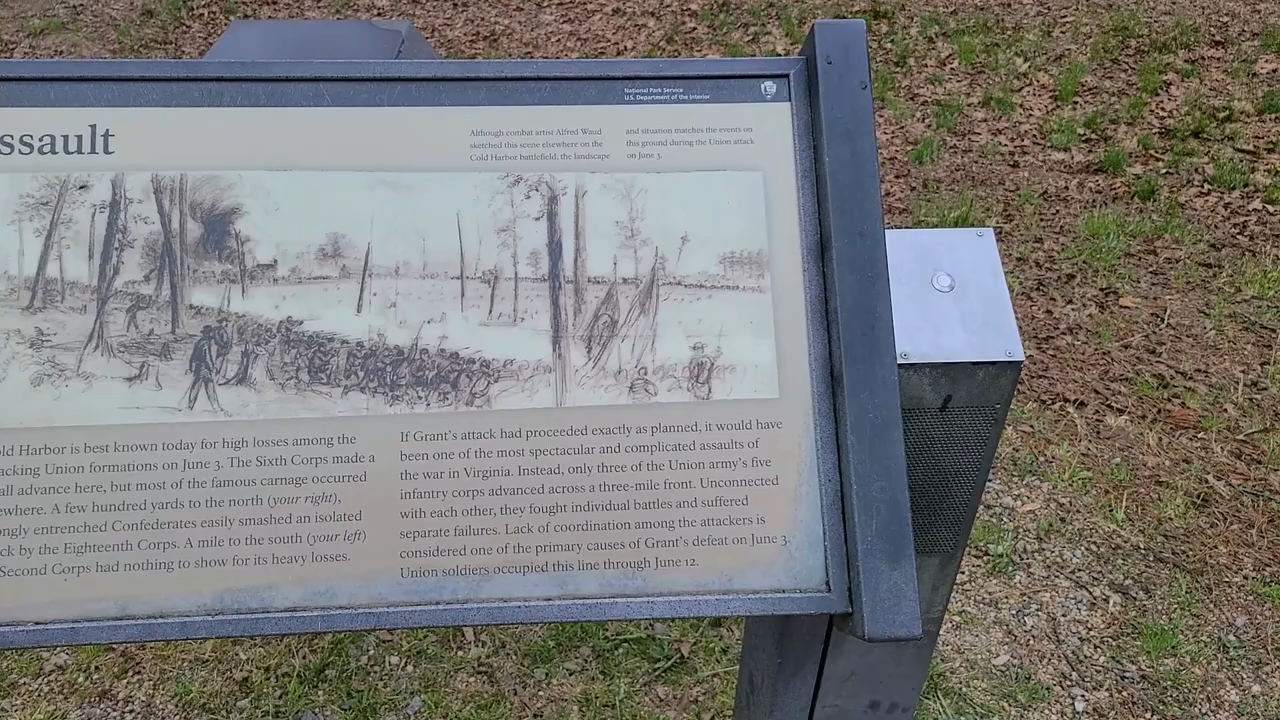 National Park Service
U.S. Department of the Interior
ssault
Although combat artist Alfred Waud
sketched this scene elsewhere on the
Cold Harbor battlefield, the landscape
and situation matches the events on
this ground during the Union attack
on June 3.
old Harbor is best known today for high losses among the
acking Union formations on June 3. The Sixth Corps made a
all advance here, but most of the famous carnage occurred
ewhere. A few hundred yards to the north (your right),
ongly entrenched Confederates easily smashed an isolated
ck by the Eighteenth Corps. A mile to the south (your left)
Second Corps had nothing to show for its heavy losses.
If Grant's attack had proceeded exactly as planned, it would have
been one of the most spectacular and complicated assaults of
the war in Virginia. Instead, only three of the Union army's five
infantry corps advanced across a three-mile front. Unconnected
with each other, they fought individual battles and suffered
separate failures. Lack of coordination among the attackers is
considered one of the primary causes of Grant's defeat on June 3.
Union soldiers occupied this line through June 12.